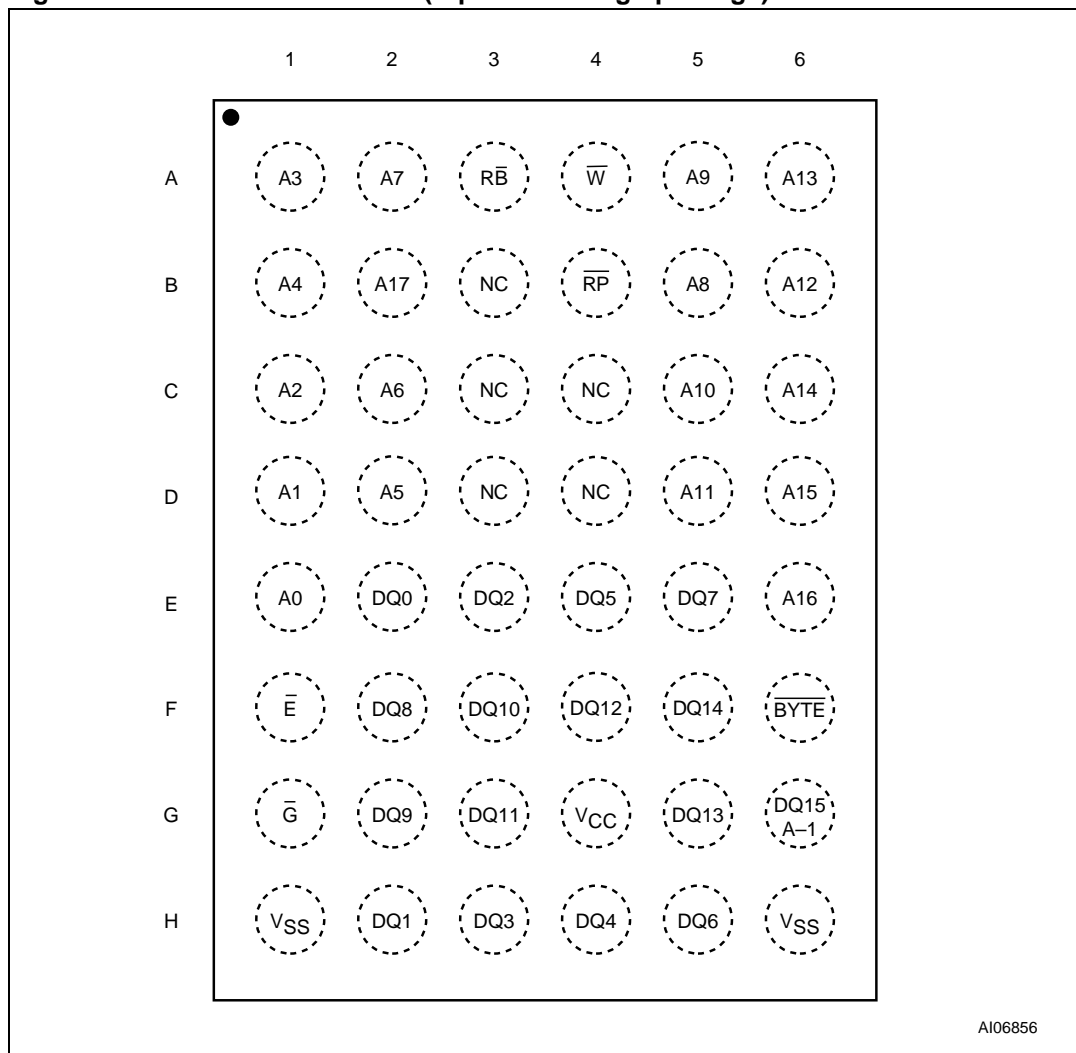 1 2 3 4 5 6
A A3 A7 RB̅ W̅ A9 A13
B A4 A17 NC R̅P̅ A8 A12
C A2 A6 NC NC A10 A14
D A1 A5 NC NC A11 A15
E A0 DQ0 DQ2 DQ5 DQ7 A16
F E̅ DQ8 DQ10 DQ12 DQ14 B̅Y̅T̅E̅
G G̅ DQ9 DQ11 VCC DQ13 DQ15
A–1
H VSS DQ1 DQ3 DQ4 DQ6 VSS
AI06856